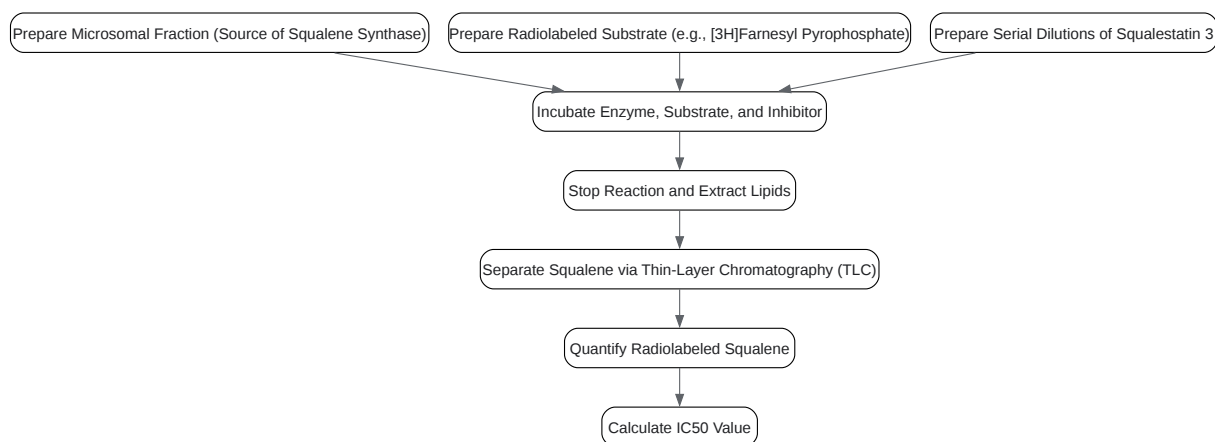 Prepare Microsomal Fraction (Source of Squalene Synthase)
Prepare Radiolabeled Substrate (e.g., [3H]Farnesyl Pyrophosphate)
Prepare Serial Dilutions of Squalestatin 3
Incubate Enzyme, Substrate, and Inhibitor
Stop Reaction and Extract Lipids
Separate Squalene via Thin-Layer Chromatography (TLC)
Quantify Radiolabeled Squalene
Calculate IC50 Value